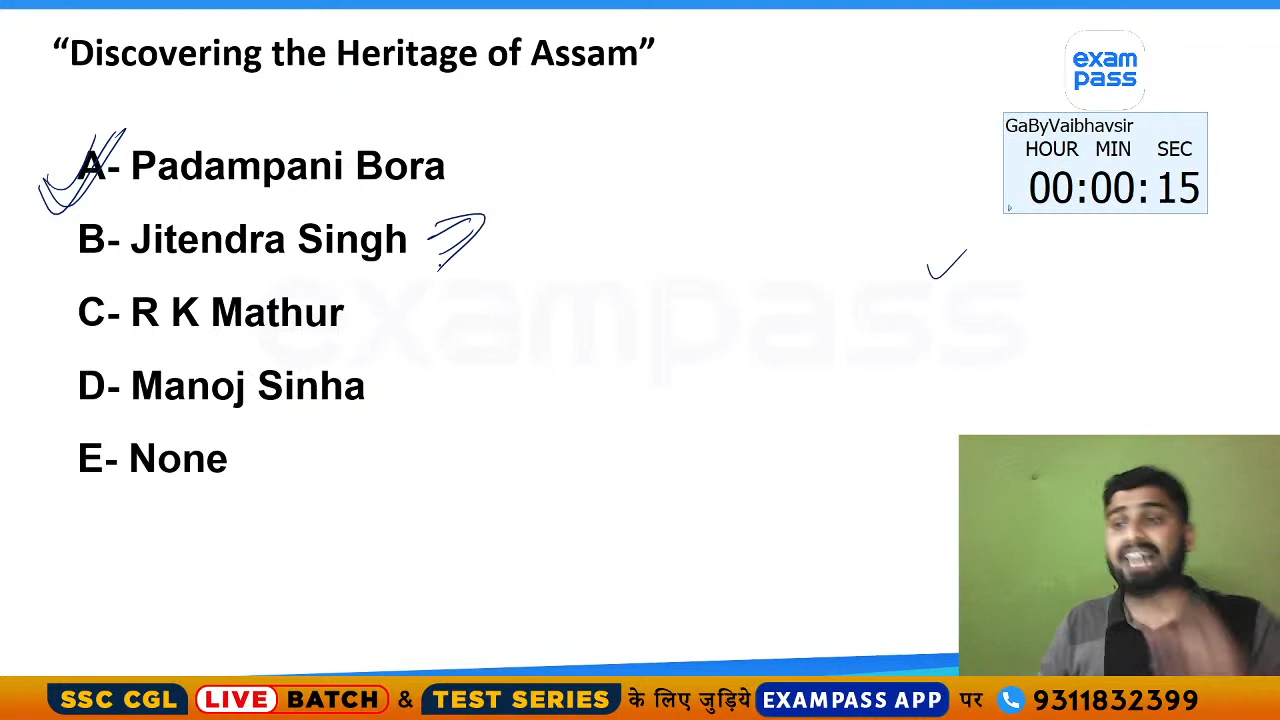 “Discovering the Heritage of Assam”
exam
pass
GaByVaibhavsir
HOUR MIN SEC
00:00:15
A- Padampani Bora
B- Jitendra Singh
C- R K Mathur
D- Manoj Sinha
E- None
exampass
SSC CGL LIVE BATCH & TEST SERIES के लिए जुड़िये EXAMPASS APP पर 9311832399